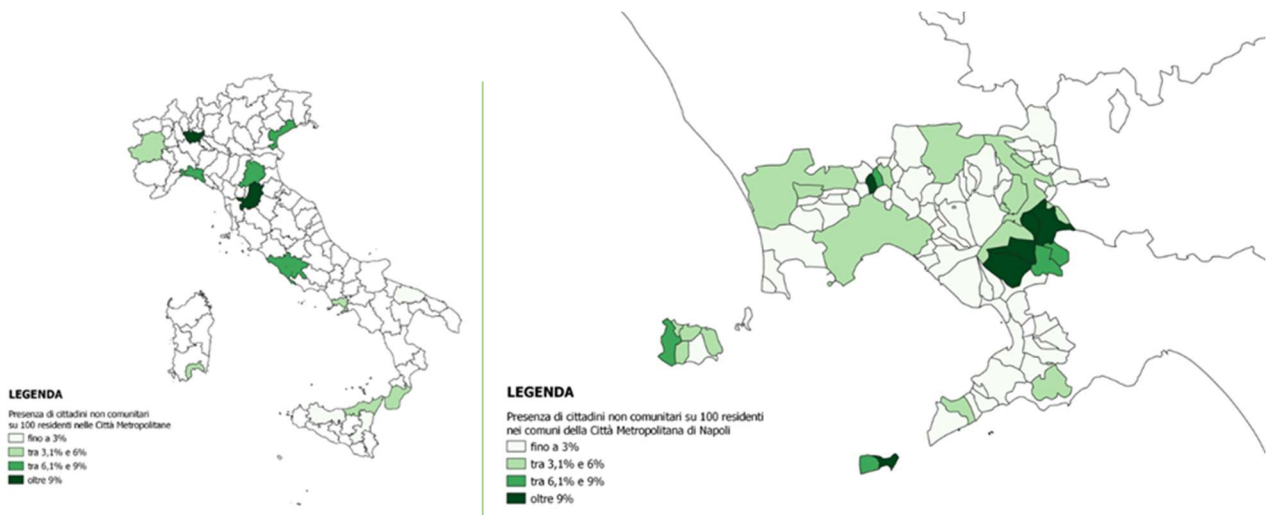 LEGENDA
Presenza di cittadini non comunitari
su 100 residenti nelle Città Metropolitane
fino a 3%
tra 3,1% e 6%
tra 6,1% e 9%
oltre 9%
LEGENDA
Presenza di cittadini non comunitari su 100 residenti
nei comuni della Città Metropolitana di Napoli
fino a 3%
tra 3,1% e 6%
tra 6,1% e 9%
oltre 9%